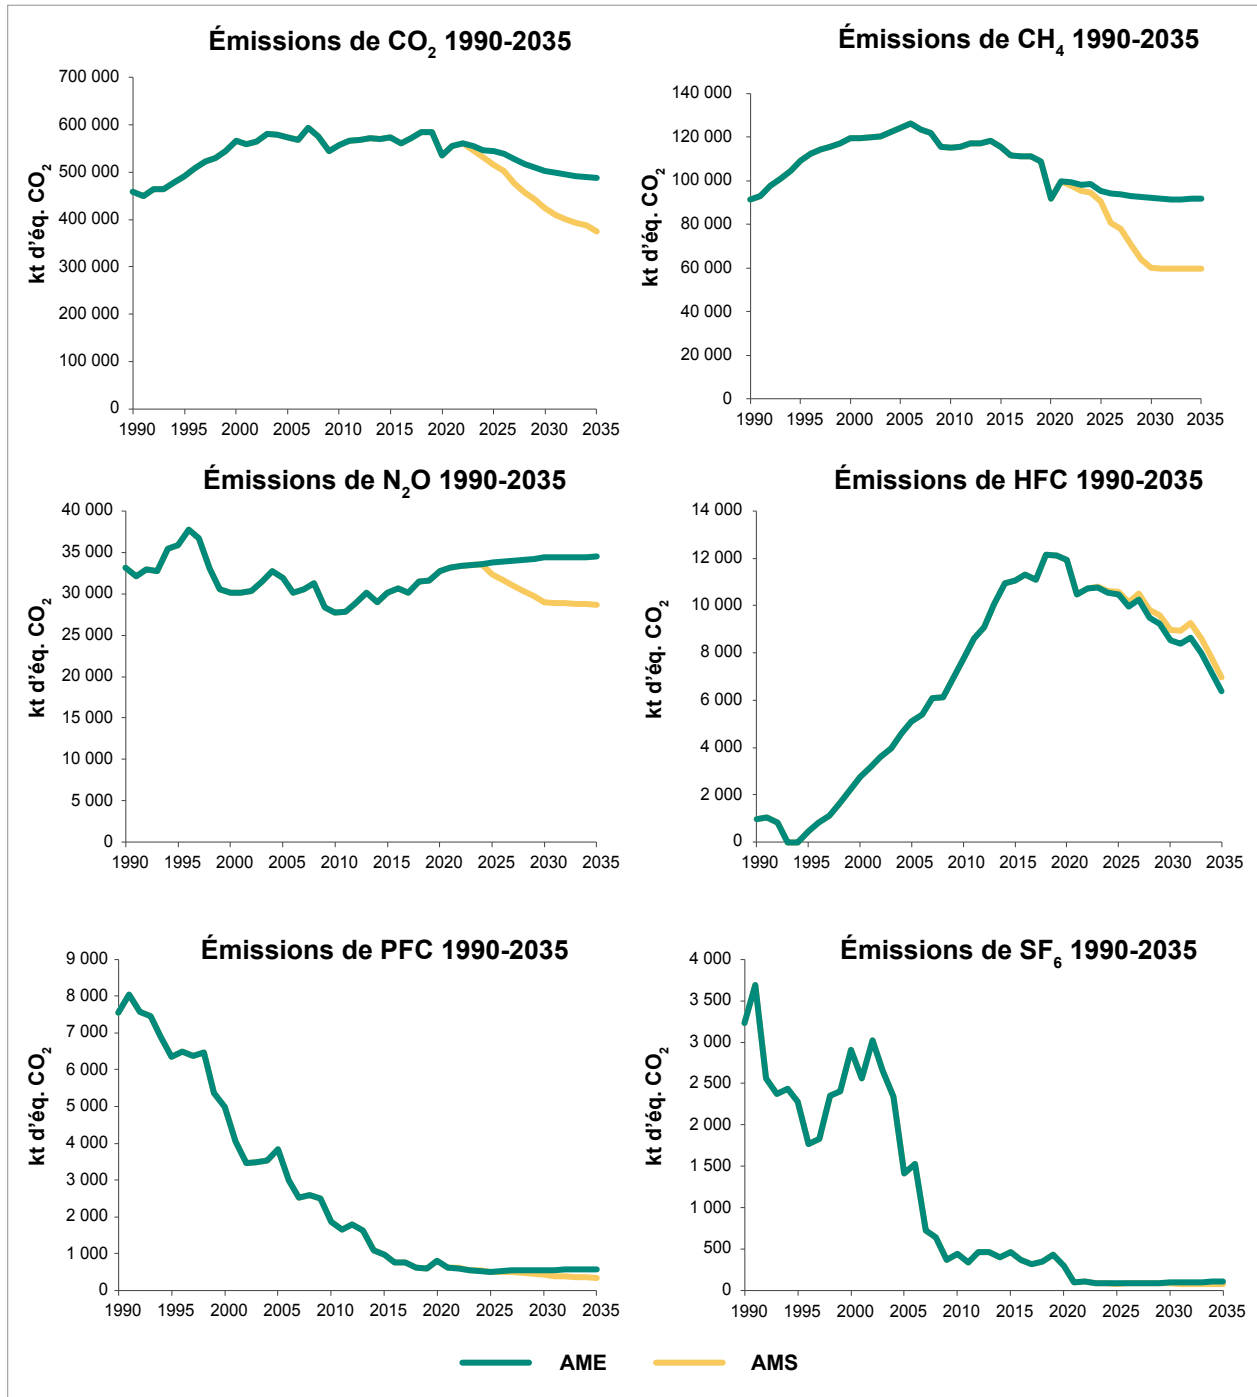 Émissions de CO₂ 1990-2035
kt d'éq. CO₂
700 000
600 000
500 000
400 000
300 000
200 000
100 000
0
1990 1995 2000 2005 2010 2015 2020 2025 2030 2035
Émissions de CH₄ 1990-2035
kt d'éq. CO₂
140 000
120 000
100 000
80 000
60 000
40 000
20 000
0
1990 1995 2000 2005 2010 2015 2020 2025 2030 2035
Émissions de N₂O 1990-2035
kt d'éq. CO₂
40 000
35 000
30 000
25 000
20 000
15 000
10 000
5 000
0
1990 1995 2000 2005 2010 2015 2020 2025 2030 2035
Émissions de HFC 1990-2035
kt d'éq. CO₂
14 000
12 000
10 000
8 000
6 000
4 000
2 000
0
1990 1995 2000 2005 2010 2015 2020 2025 2030 2035
Émissions de PFC 1990-2035
kt d'éq. CO₂
9 000
8 000
7 000
6 000
5 000
4 000
3 000
2 000
1 000
0
1990 1995 2000 2005 2010 2015 2020 2025 2030 2035
Émissions de SF₆ 1990-2035
kt d'éq. CO₂
4 000
3 500
3 000
2 500
2 000
1 500
1 000
500
0
1990 1995 2000 2005 2010 2015 2020 2025 2030 2035
AME AMS